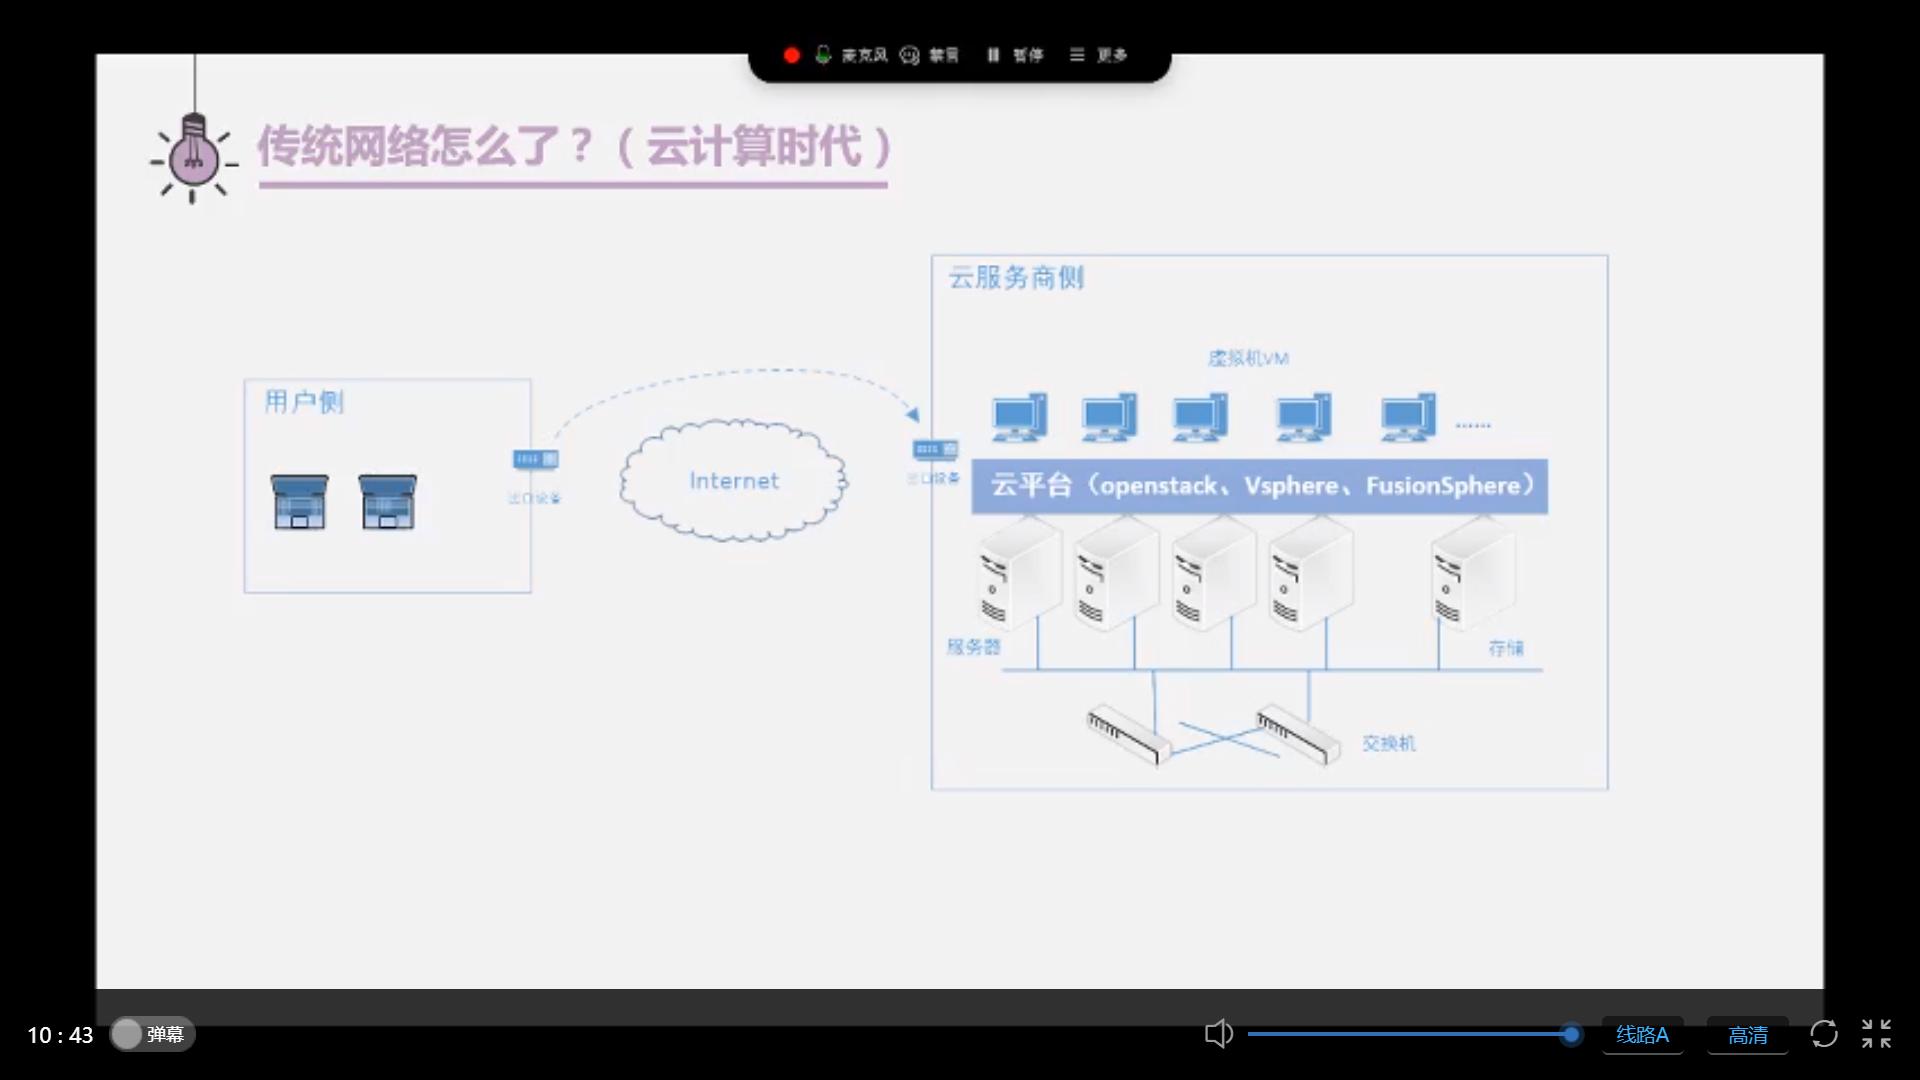 麦克风 禁言 暂停 更多
传统网络怎么了？（云计算时代）
云服务商侧
虚拟机VM
用户侧
......
出口设备
Internet
出口设备
云平台（openstack、Vsphere、FusionSphere）
服务器
存储
交换机
10 : 43 弹幕 线路A 高清